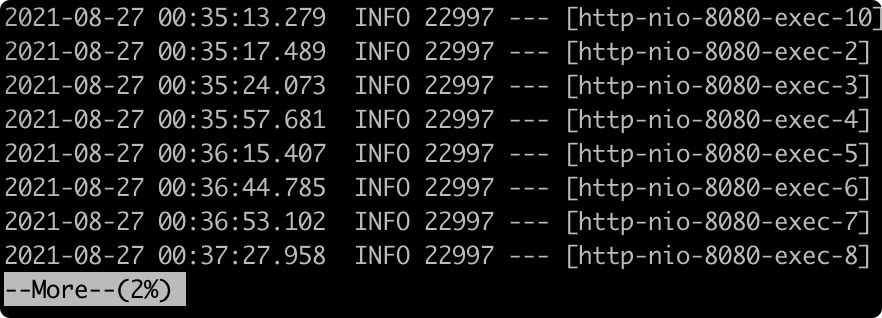 2021-08-27 00:35:13.279  INFO 22997 --- [http-nio-8080-exec-10]
2021-08-27 00:35:17.489  INFO 22997 --- [http-nio-8080-exec-2]
2021-08-27 00:35:24.073  INFO 22997 --- [http-nio-8080-exec-3]
2021-08-27 00:35:57.681  INFO 22997 --- [http-nio-8080-exec-4]
2021-08-27 00:36:15.407  INFO 22997 --- [http-nio-8080-exec-5]
2021-08-27 00:36:44.785  INFO 22997 --- [http-nio-8080-exec-6]
2021-08-27 00:36:53.102  INFO 22997 --- [http-nio-8080-exec-7]
2021-08-27 00:37:27.958  INFO 22997 --- [http-nio-8080-exec-8]
--More--(2%)